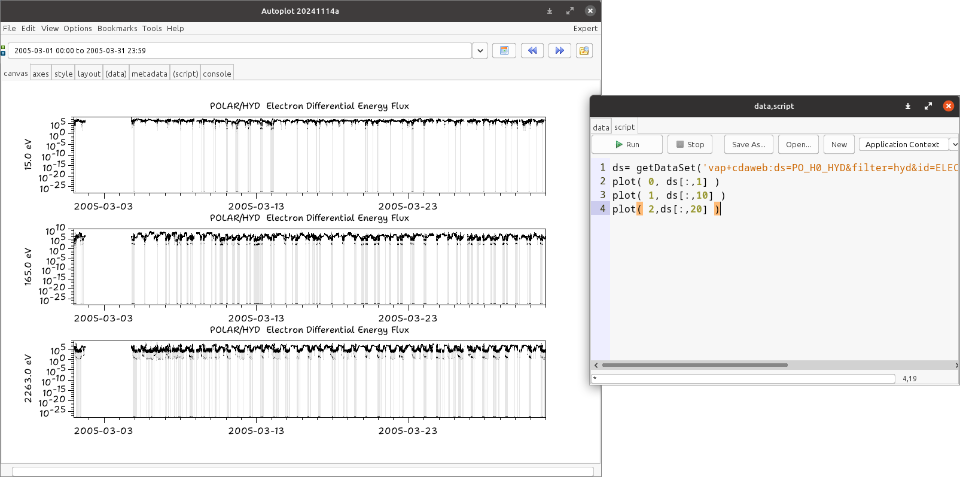 Autoplot 20241114a
File Edit View Options Bookmarks Tools Help Expert
2005-03-01 00:00 to 2005-03-31 23:59
canvas axes style layout (data) metadata (script) console
POLAR/HYD Electron Differential Energy Flux
15.0 eV
10^5
10^0
10^-5
10^-10
10^-15
10^-20
10^-25
2005-03-03 2005-03-13 2005-03-23
POLAR/HYD Electron Differential Energy Flux
165.0 eV
10^10
10^5
10^0
10^-5
10^-10
10^-15
10^-20
10^-25
2005-03-03 2005-03-13 2005-03-23
POLAR/HYD Electron Differential Energy Flux
2263.0 eV
10^5
10^0
10^-5
10^-10
10^-15
10^-20
10^-25
2005-03-03 2005-03-13 2005-03-23
data,script
data script
Run Stop Save As... Open... New Application Context
1 ds= getDataSet('vap+cdaweb:ds=PO_H0_HYD&filter=hyd&id=ELEC
2 plot( 0, ds[:,1] )
3 plot( 1, ds[:,10] )
4 plot( 2,ds[:,20] )
* 4,19